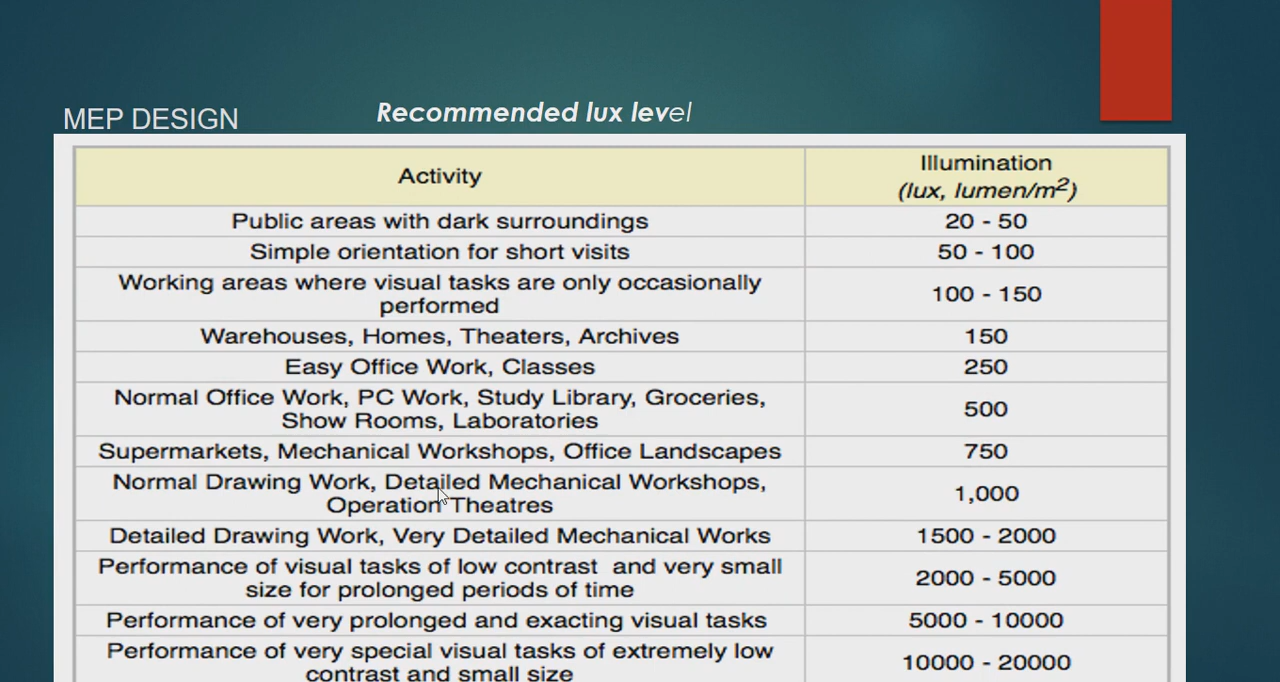 MEP DESIGN
Recommended lux level
Activity
Illumination
(lux, lumen/m²)
Public areas with dark surroundings
20 - 50
Simple orientation for short visits
50 - 100
Working areas where visual tasks are only occasionally
performed
100 - 150
Warehouses, Homes, Theaters, Archives
150
Easy Office Work, Classes
250
Normal Office Work, PC Work, Study Library, Groceries,
Show Rooms, Laboratories
500
Supermarkets, Mechanical Workshops, Office Landscapes
750
Normal Drawing Work, Detailed Mechanical Workshops,
Operation Theatres
1,000
Detailed Drawing Work, Very Detailed Mechanical Works
1500 - 2000
Performance of visual tasks of low contrast and very small
size for prolonged periods of time
2000 - 5000
Performance of very prolonged and exacting visual tasks
5000 - 10000
Performance of very special visual tasks of extremely low
contrast and small size
10000 - 20000